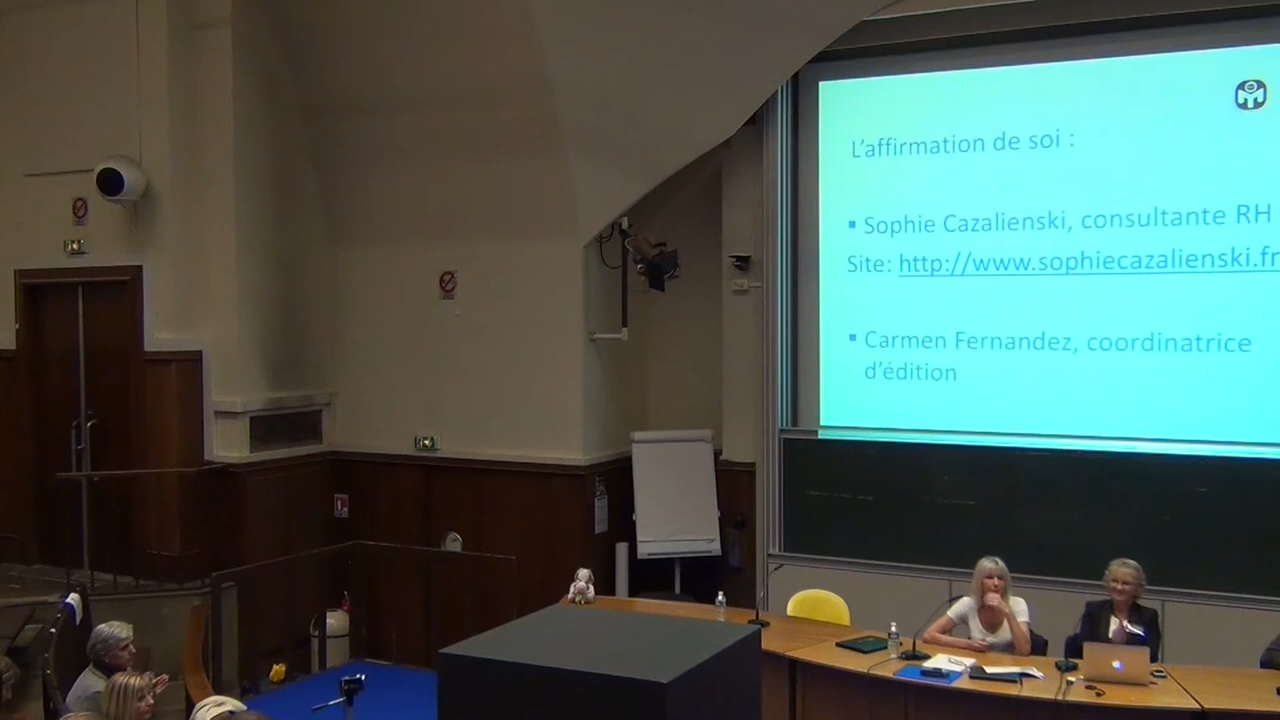 L'affirmation de soi :
▪ Sophie Cazalienski, consultante RH
Site: http://www.sophiecazalienski.fr
▪ Carmen Fernandez, coordinatrice
d'édition